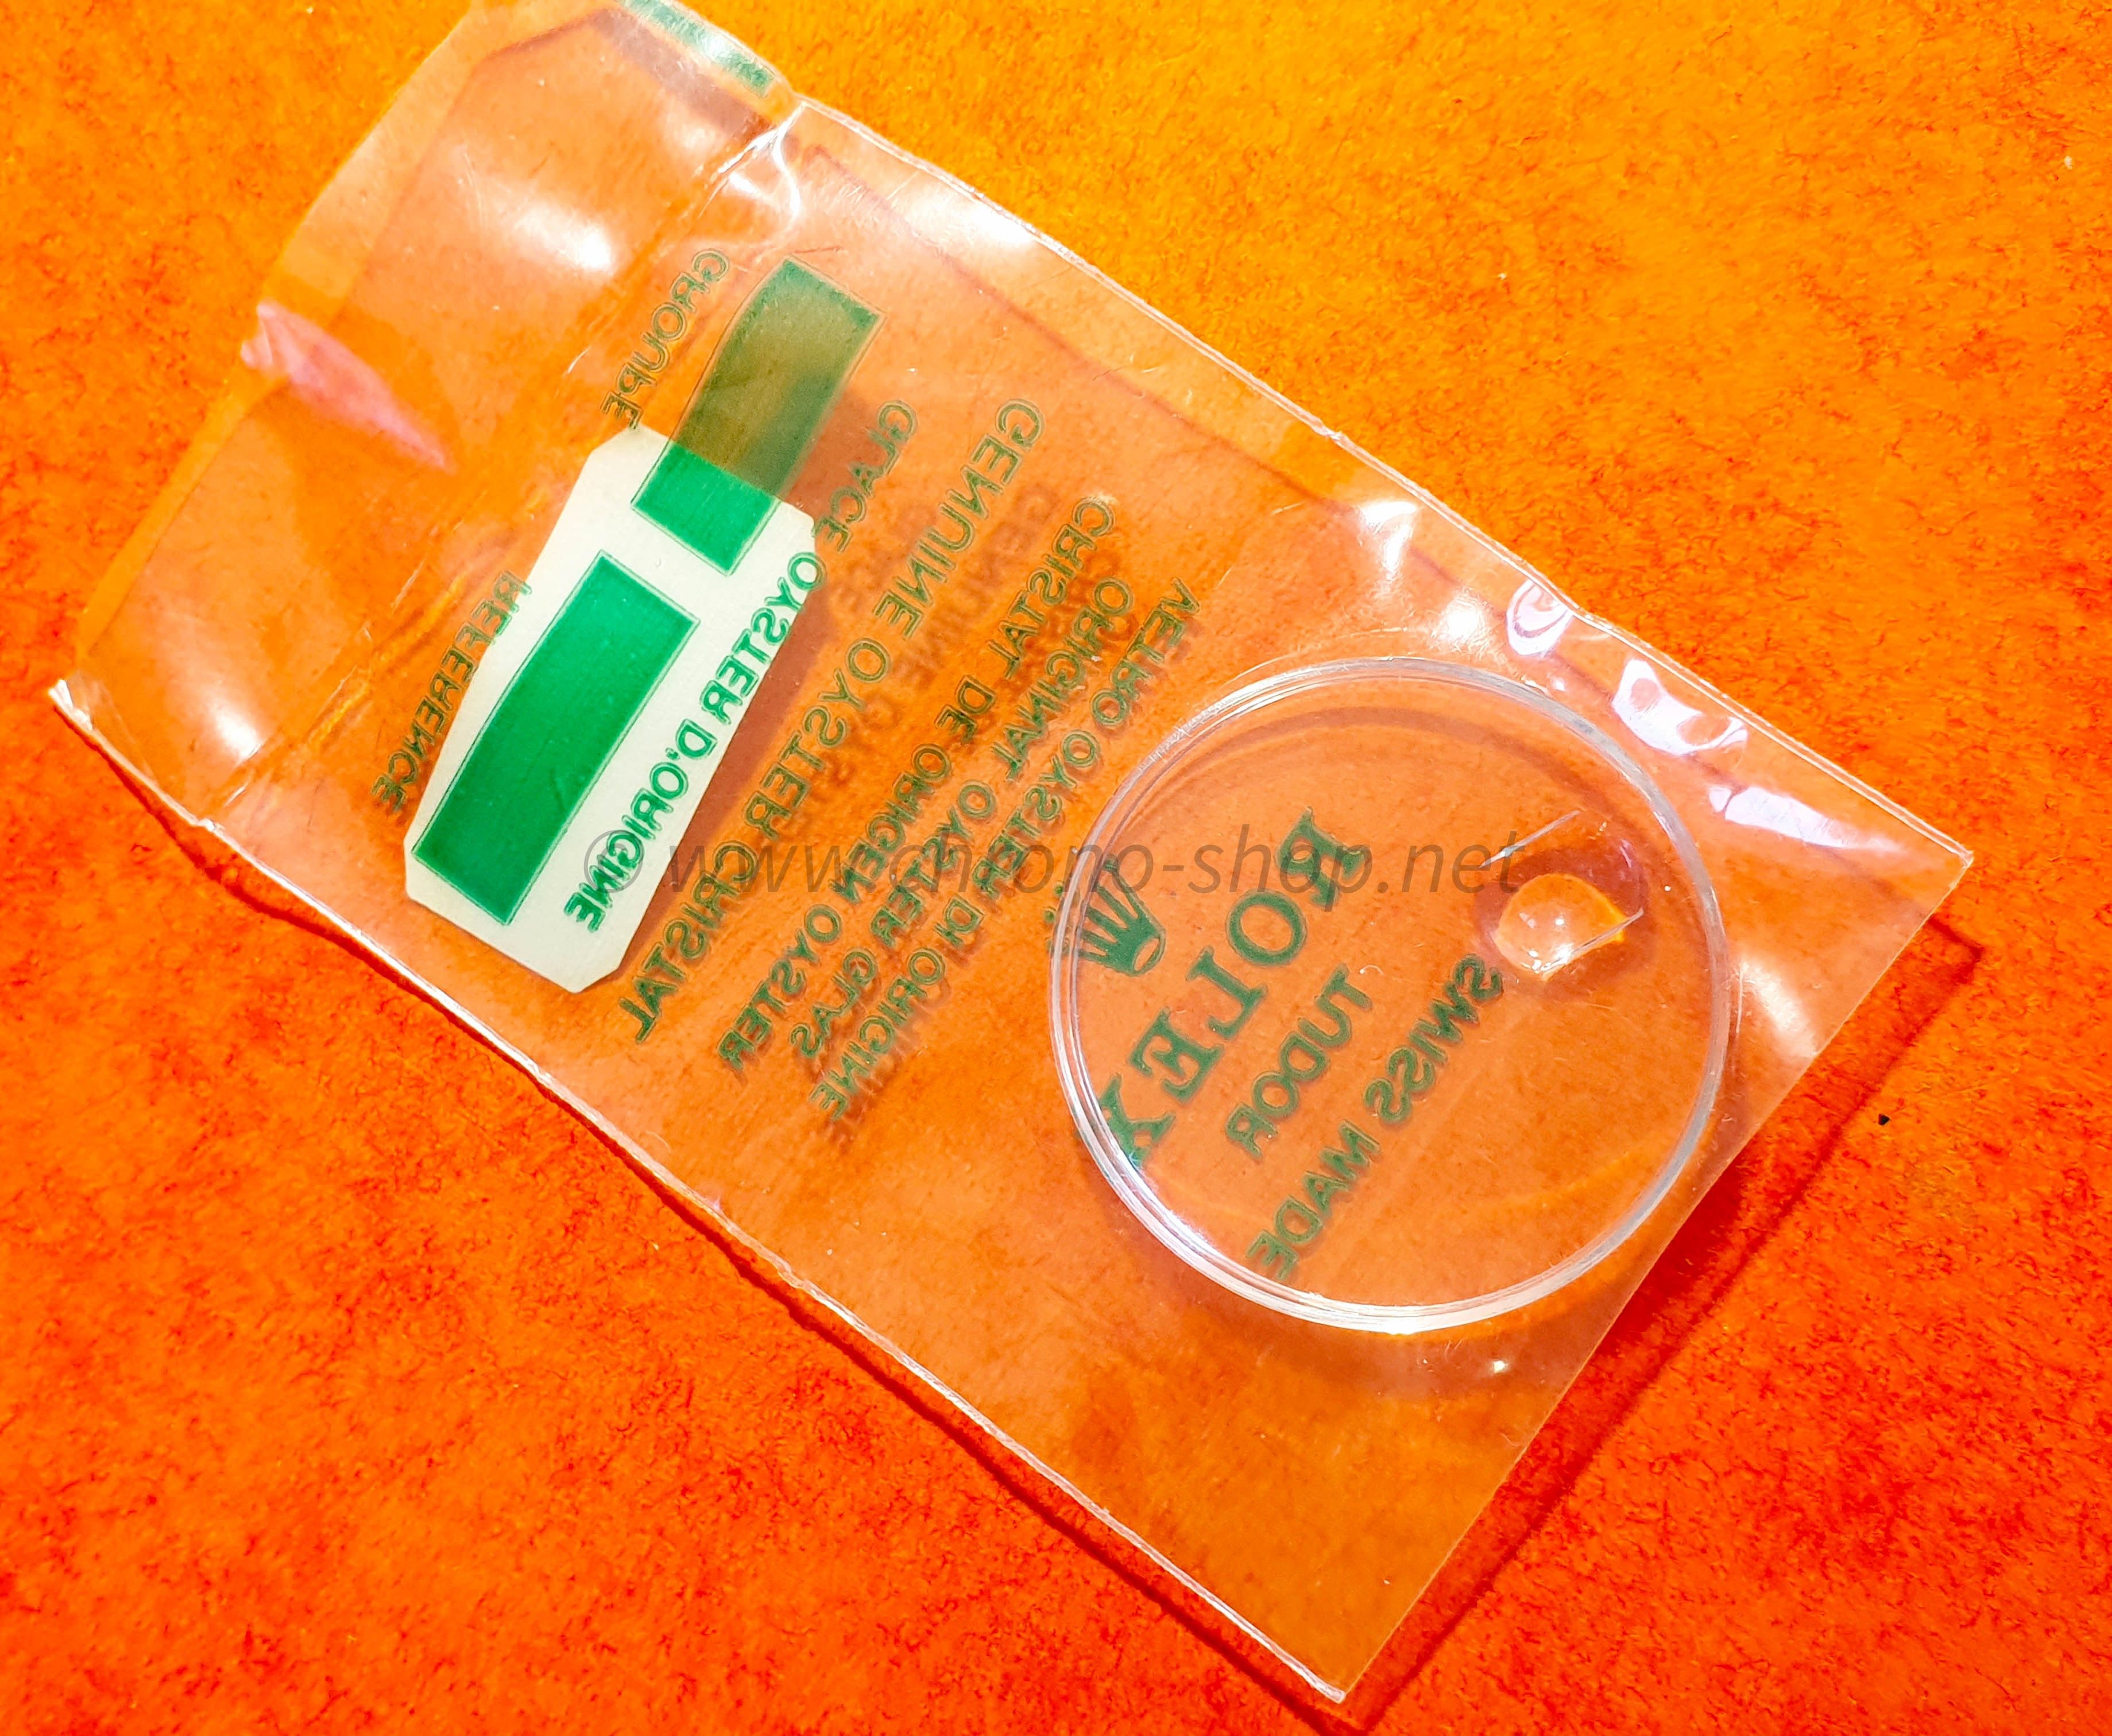 GROUPE
REFERENCE
GLACE OYSTER D'ORIGINE
GENUINE OYSTER CRISTAL
CRISTAL DE ORIGEN OYSTER
ORIGINAL OYSTER GLAS
VETRO OYSTER DI ORIGINE
ROLEX
TUDOR
SWISS MADE
© www.chrono-shop.net